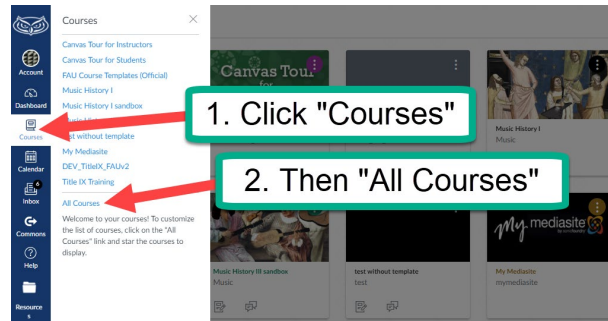 Courses
Canvas Tour for Instructors
Canvas Tour for Students
FAU Course Templates (Official)
Music History I
Music History I sandbox
test without template
My Mediasite
DEV_TitleIX_FAUv2
Title IX Training
All Courses
Welcome to your courses! To customize
the list of courses, click on the "All
Courses" link and star the courses to
display.
Account
Dashboard
Courses
Calendar
6
Inbox
Commons
Help
Resource
s
Canvas Tour
for
1. Click "Courses"
Music History I
Music
2. Then "All Courses"
Music History III sandbox
Music
test without template
test
My mediasite
My Mediasite
mymediasite